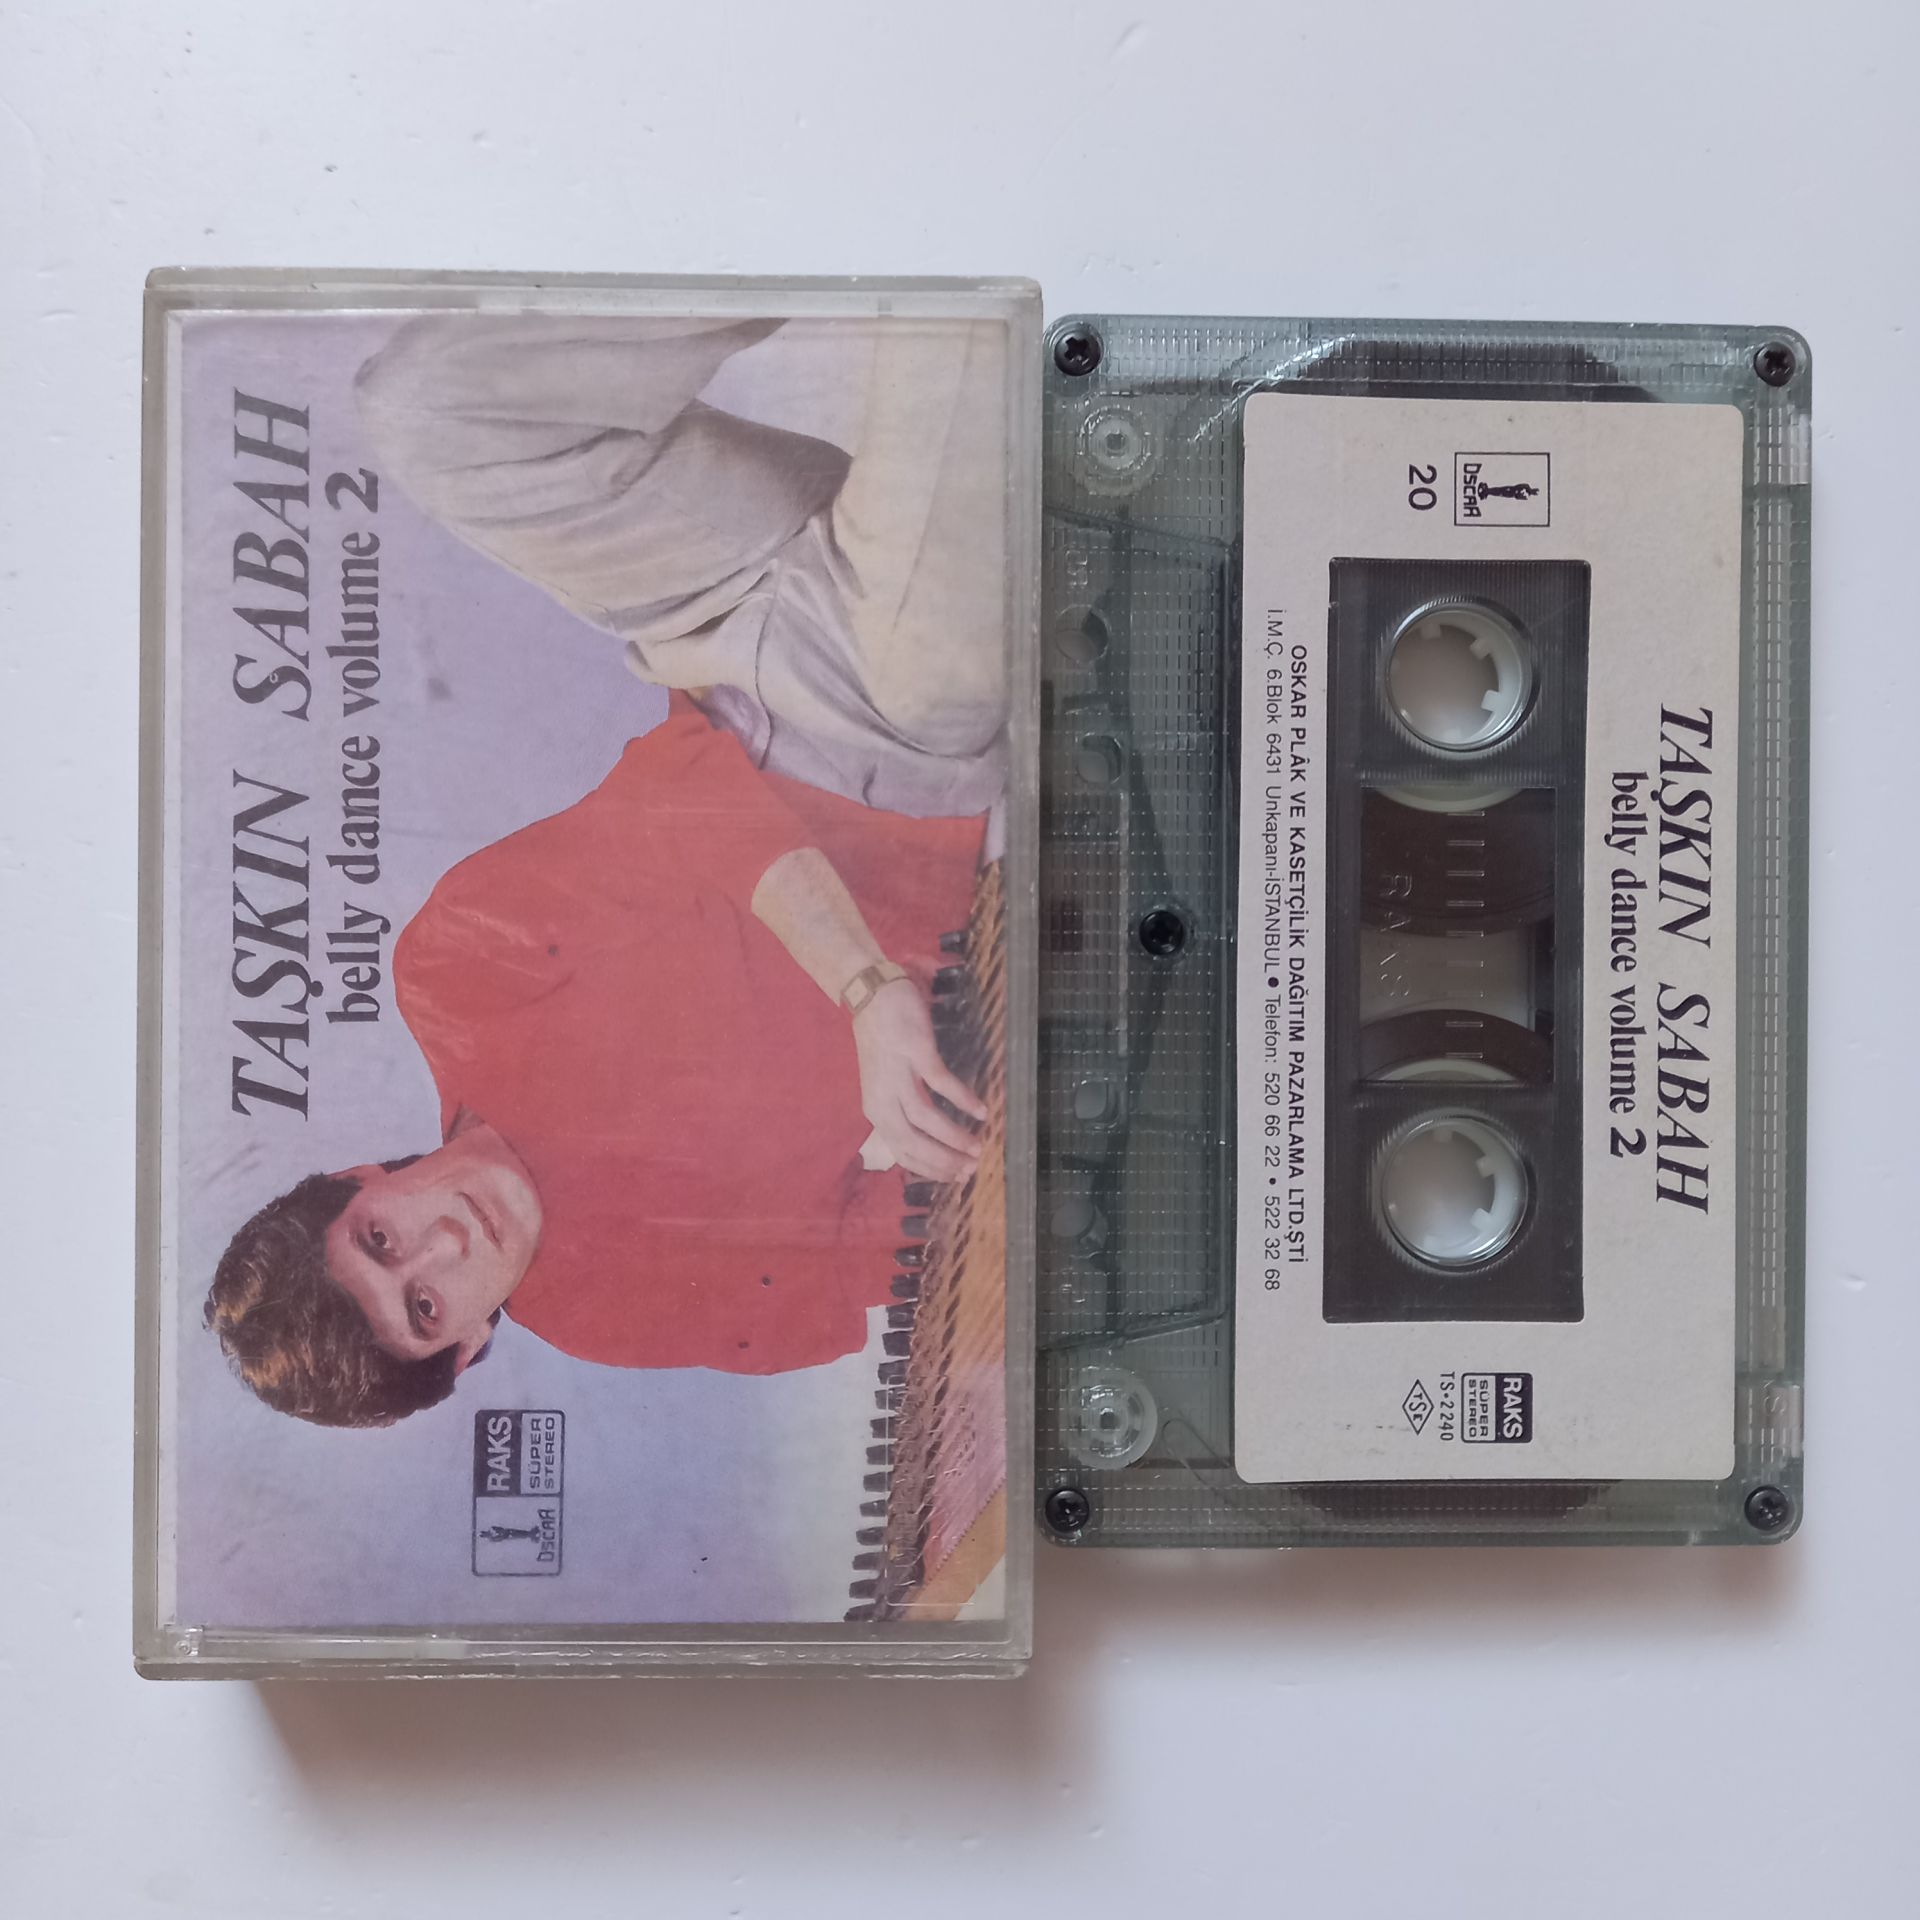 TAŞKIN SABAH
belly dance volume 2
RAKS
SÜPER
STEREO
OSCAR
TAŞKIN SABAH
belly dance volume 2
OSCAR
20
RAKS
SÜPER
STEREO
TS•2240
TSE
RAKS
OSKAR PLÂK VE KASETÇİLİK DAĞITIM PAZARLAMA LTD.ŞTİ
İ.M.Ç. 6.Blok 6431 Unkapanı-İSTANBUL • Telefon: 520 66 22 • 522 32 68